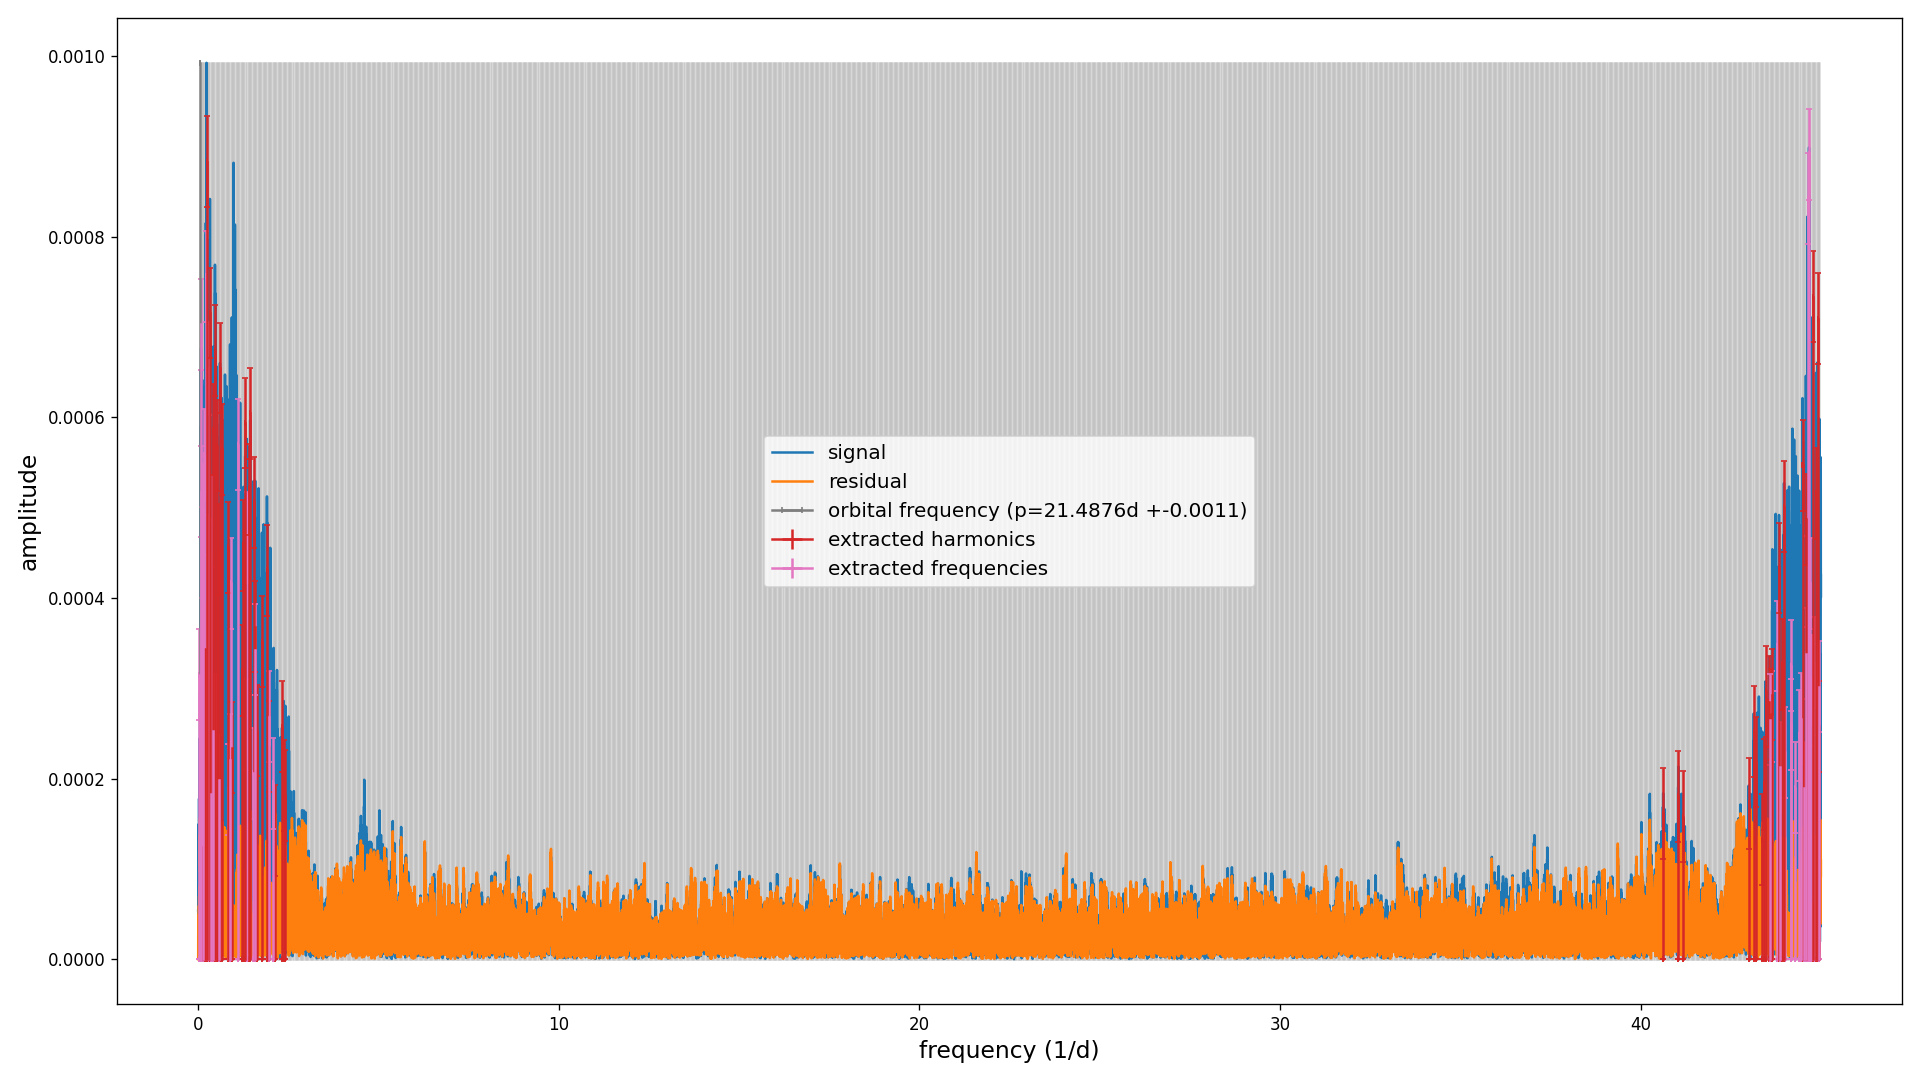 0.0010
0.0008
0.0006
0.0004
0.0002
0.0000
amplitude
signal
residual
orbital frequency (p=21.4876d +-0.0011)
extracted harmonics
extracted frequencies
0
10
20
30
40
frequency (1/d)